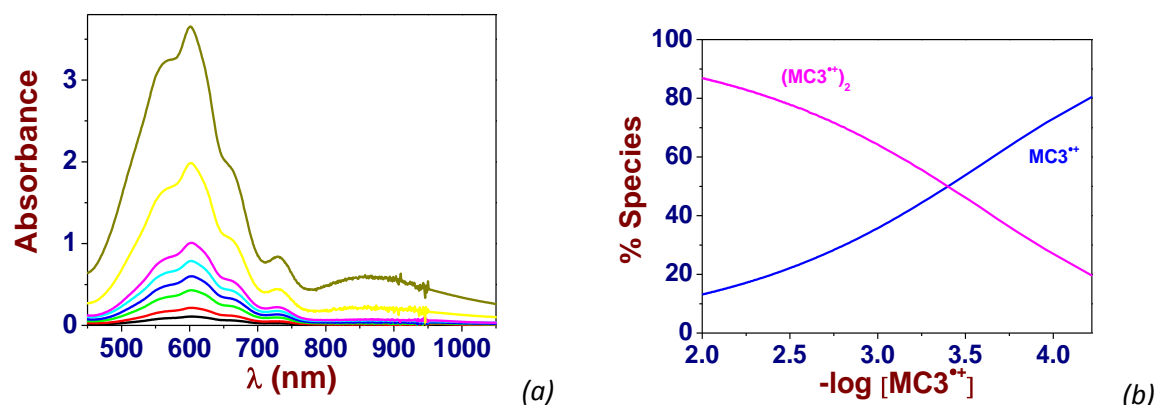 Absorbance
3
2
1
0
500 600 700 800 900 1000
λ (nm)
(a)
% Species
100
80
60
40
20
0
(MC3•+)2
MC3•+
2.0 2.5 3.0 3.5 4.0
-log [MC3•+]
(b)